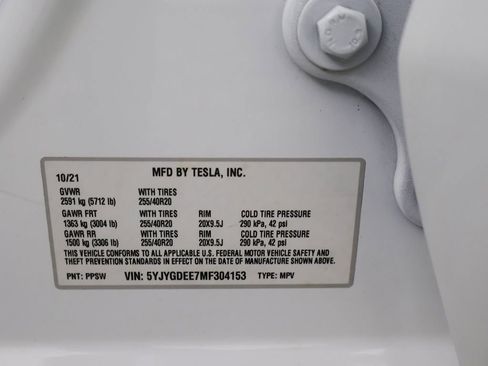 MFD BY TESLA, INC.
10/21
GVWR WITH TIRES
2591 kg (5712 lb) 255/40R20
GAWR FRT WITH TIRES RIM COLD TIRE PRESSURE
1363 kg (3004 lb) 255/40R20 20X9.5J 290 kPa, 42 psi
GAWR RR WITH TIRES RIM COLD TIRE PRESSURE
1500 kg (3306 lb) 255/40R20 20X9.5J 290 kPa, 42 psi
THIS VEHICLE CONFORMS TO ALL APPLICABLE U.S. FEDERAL MOTOR VEHICLE SAFETY AND
THEFT PREVENTION STANDARDS IN EFFECT ON THE DATE OF MANUFACTURE SHOWN ABOVE.
PNT: PPSW VIN: 5YJYGDEE7MF304153 TYPE: MPV